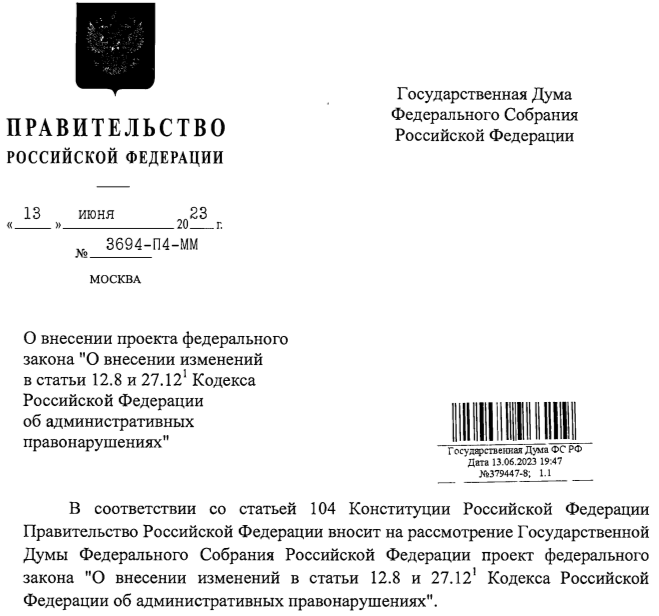 ПРАВИТЕЛЬСТВО
РОССИЙСКОЙ ФЕДЕРАЦИИ
« 13 » июня 20 23 г.
№ 3694-П4-ММ
МОСКВА
Государственная Дума
Федерального Собрания
Российской Федерации
О внесении проекта федерального
закона "О внесении изменений
в статьи 12.8 и 27.12¹ Кодекса
Российской Федерации
об административных
правонарушениях"
Государственная Дума ФС РФ
Дата 13.06.2023 19:47
№379447-8; 1.1
В соответствии со статьей 104 Конституции Российской Федерации
Правительство Российской Федерации вносит на рассмотрение Государственной
Думы Федерального Собрания Российской Федерации проект федерального
закона "О внесении изменений в статьи 12.8 и 27.12¹ Кодекса Российской
Федерации об административных правонарушениях".